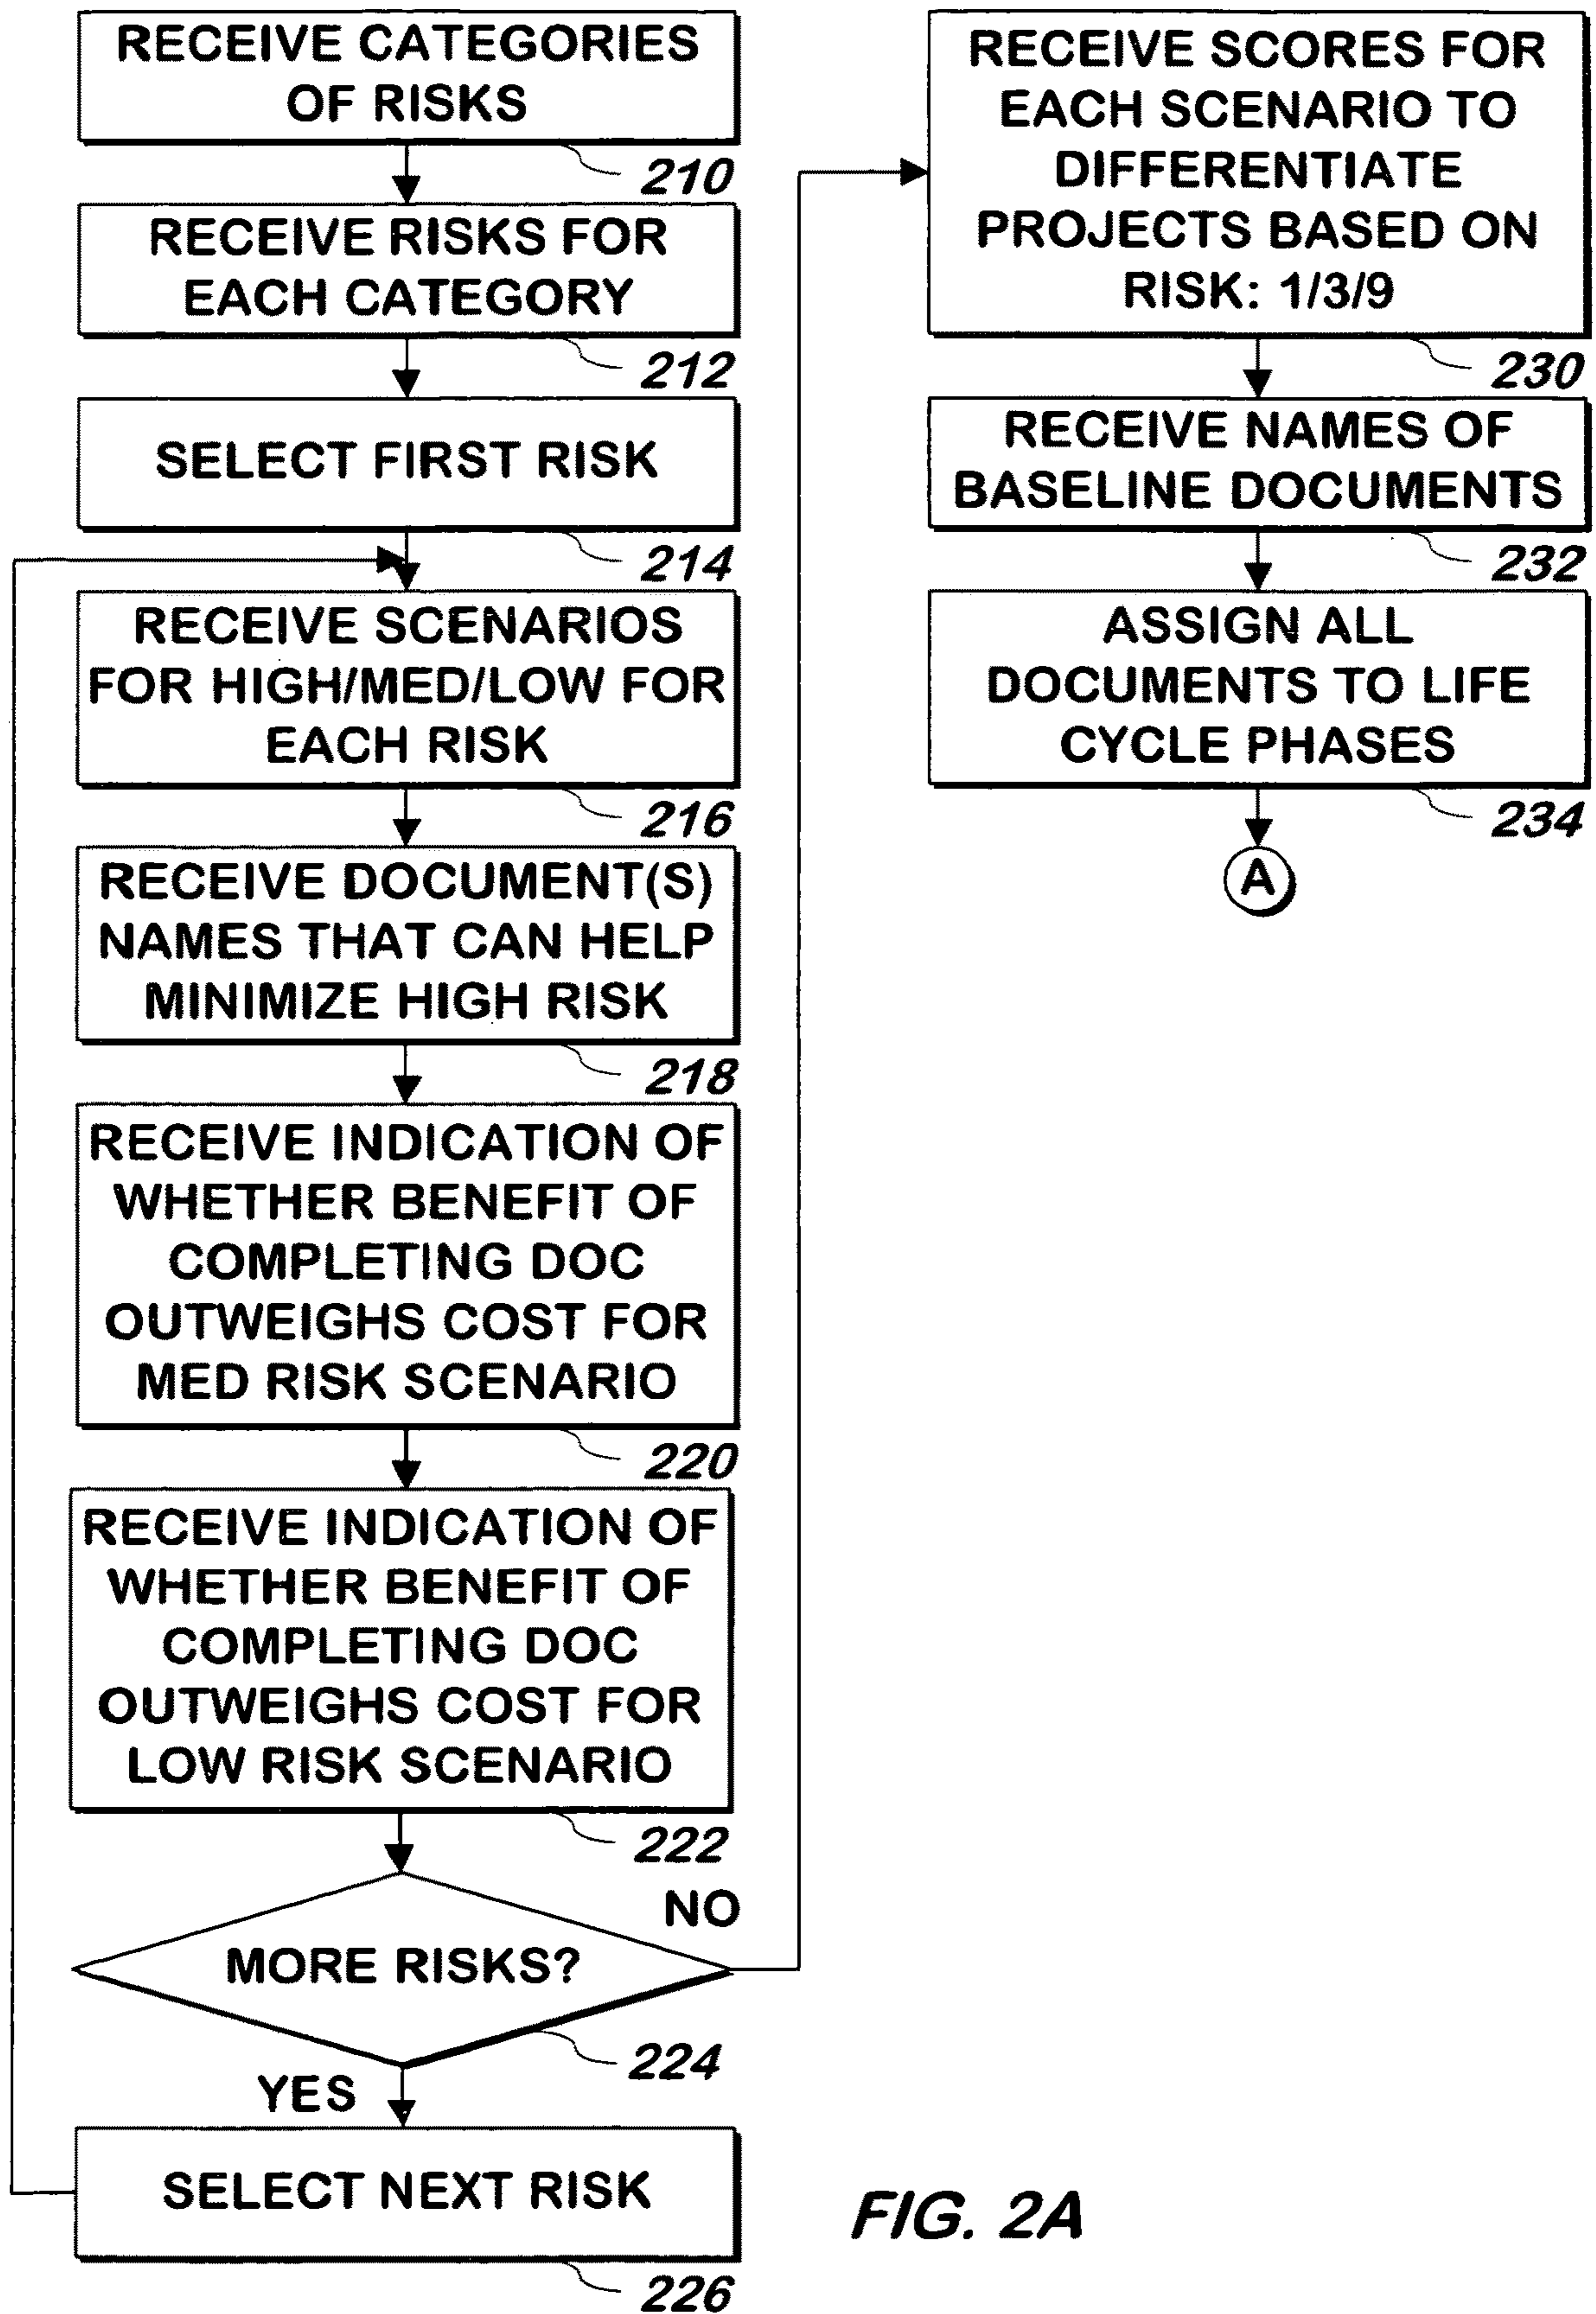 RECEIVE CATEGORIES
OF RISKS
210
RECEIVE RISKS FOR
EACH CATEGORY
212
SELECT FIRST RISK
214
RECEIVE SCENARIOS
FOR HIGH/MED/LOW FOR
EACH RISK
216
RECEIVE DOCUMENT(S)
NAMES THAT CAN HELP
MINIMIZE HIGH RISK
218
RECEIVE INDICATION OF
WHETHER BENEFIT OF
COMPLETING DOC
OUTWEIGHS COST FOR
MED RISK SCENARIO
220
RECEIVE INDICATION OF
WHETHER BENEFIT OF
COMPLETING DOC
OUTWEIGHS COST FOR
LOW RISK SCENARIO
222
NO
MORE RISKS?
224
YES
SELECT NEXT RISK
226
RECEIVE SCORES FOR
EACH SCENARIO TO
DIFFERENTIATE
PROJECTS BASED ON
RISK: 1/3/9
230
RECEIVE NAMES OF
BASELINE DOCUMENTS
232
ASSIGN ALL
DOCUMENTS TO LIFE
CYCLE PHASES
234
A
FIG. 2A